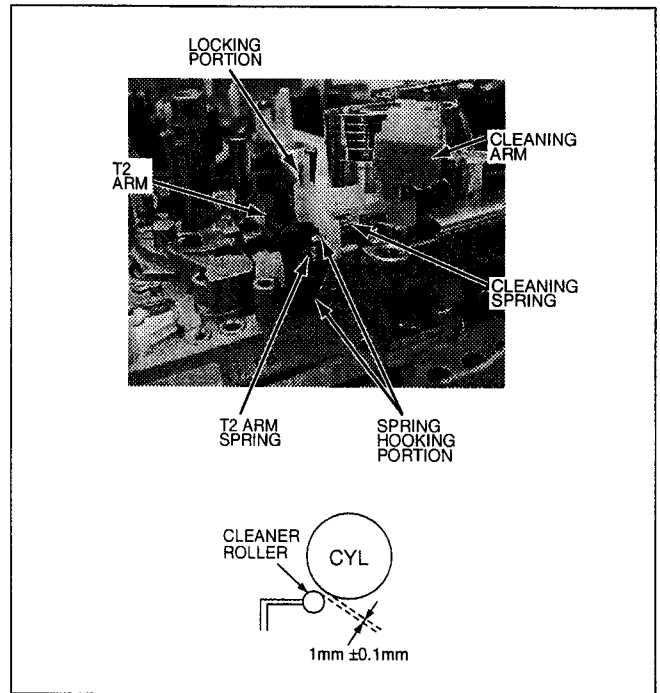 LOCKING
PORTION
T2
ARM
CLEANING
ARM
CLEANING
SPRING
T2 ARM
SPRING
SPRING
HOOKING
PORTION
CLEANER
ROLLER
CYL
1mm ±0.1mm